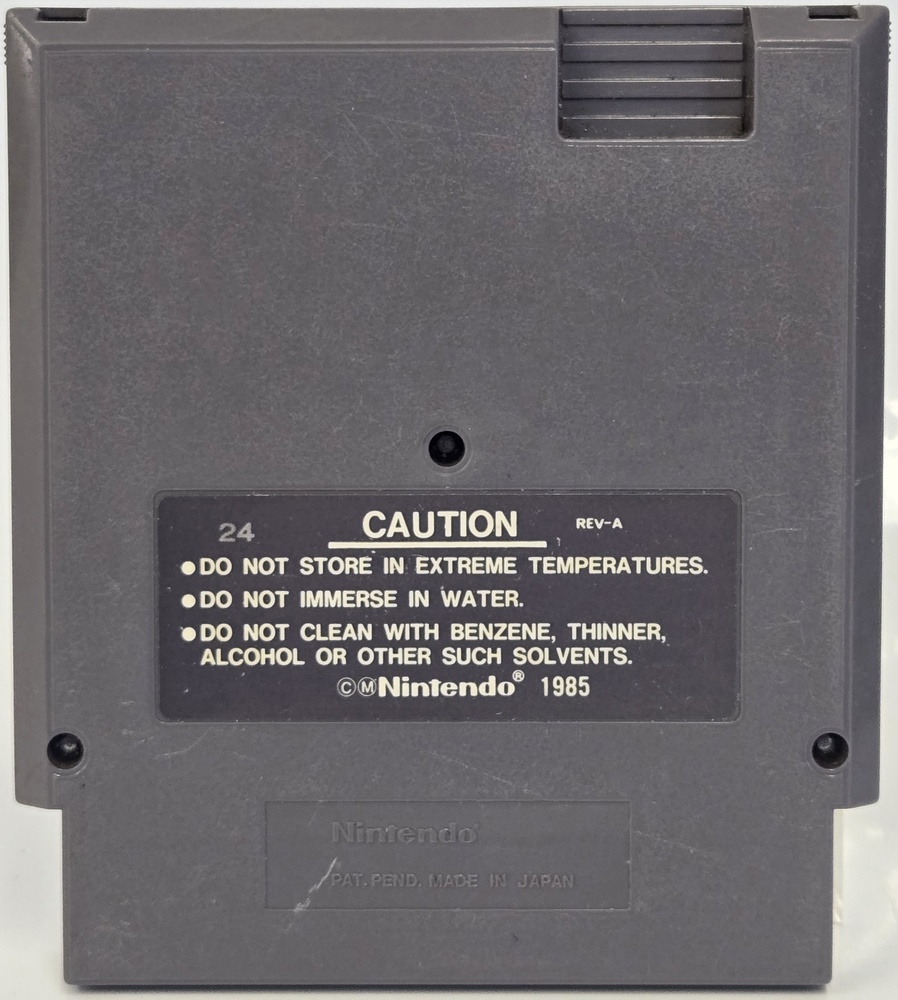 24 CAUTION REV-A
●DO NOT STORE IN EXTREME TEMPERATURES.
●DO NOT IMMERSE IN WATER.
●DO NOT CLEAN WITH BENZENE, THINNER,
ALCOHOL OR OTHER SUCH SOLVENTS.
ⒸⓂNintendo® 1985
Nintendo
PAT. PEND. MADE IN JAPAN